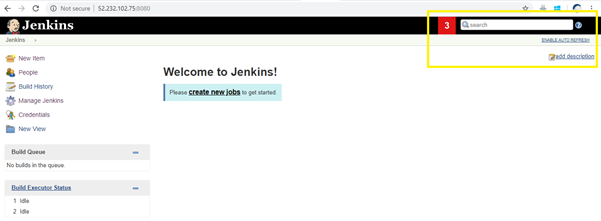 Not secure | 52.232.102.75:8080
Jenkins
3
search
Jenkins
ENABLE AUTO REFRESH
New Item
People
Build History
Manage Jenkins
Credentials
New View
add description
Welcome to Jenkins!
Please create new jobs to get started.
Build Queue
No builds in the queue.
Build Executor Status
1 Idle
2 Idle